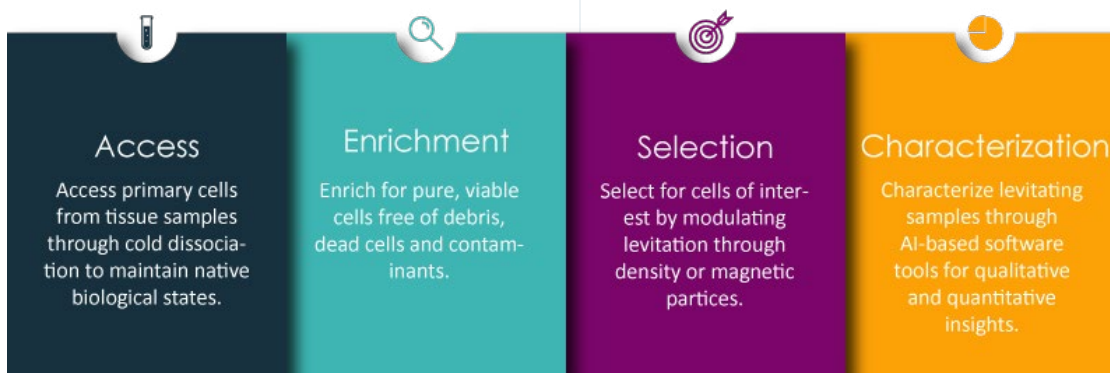 Access
Access primary cells
from tissue samples
through cold dissocia-
tion to maintain native
biological states.
Enrichment
Enrich for pure, viable
cells free of debris,
dead cells and contam-
inants.
Selection
Select for cells of inter-
est by modulating
levitation through
density or magnetic
partices.
Characterization
Characterize levitating
samples through
AI-based software
tools for qualitative
and quantitative
insights.